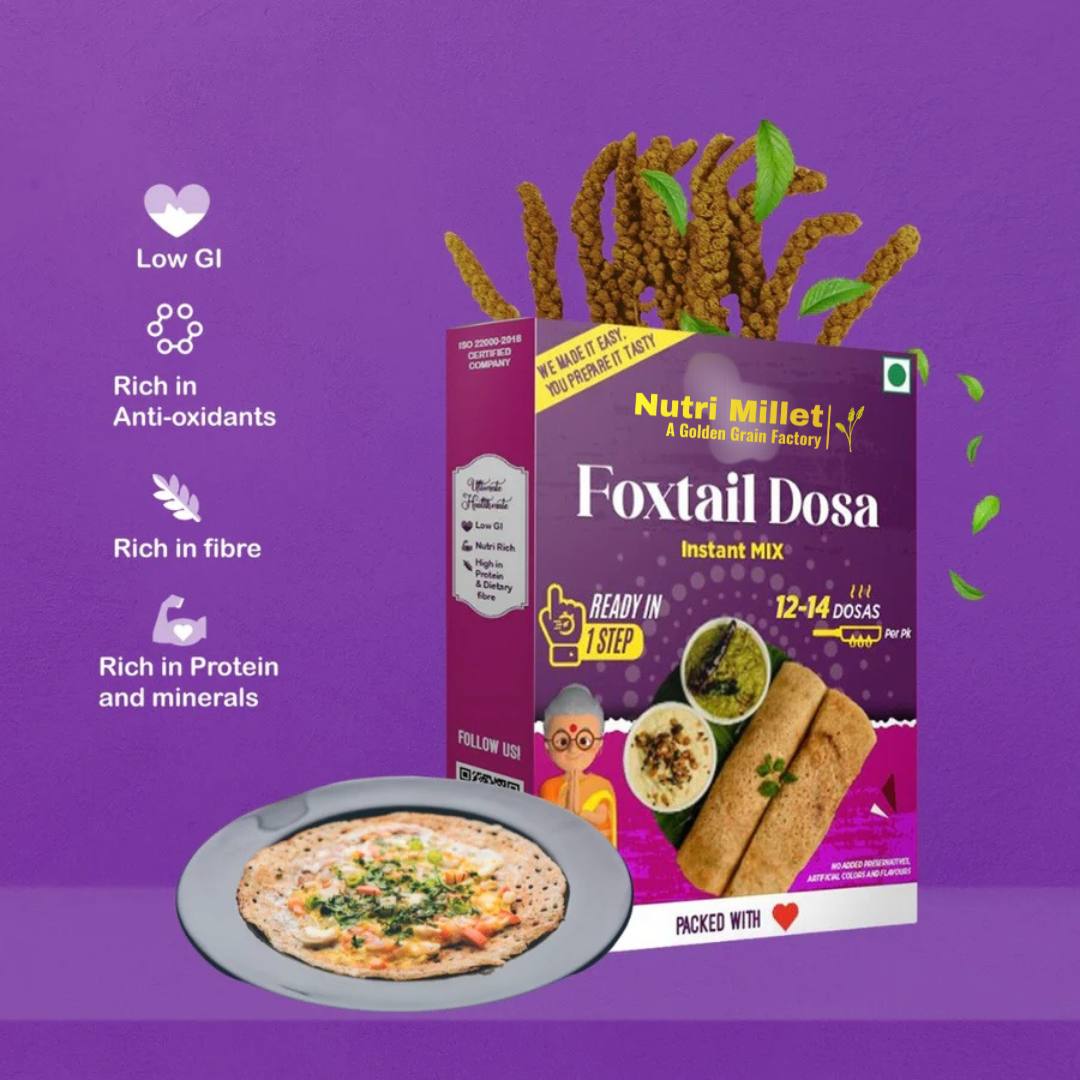 Low GI
Rich in
Anti-oxidants
Rich in fibre
Rich in Protein
and minerals
ISO 22000-2018
CERTIFIED
COMPANY
Ultimate
Healthmate
Low GI
Nutri Rich
High in
Protein
& Dietary
fibre
FOLLOW US!
WE MADE IT EASY,
YOU PREPARE IT TASTY
Nutri Millet
A Golden Grain Factory
Foxtail Dosa
Instant MIX
READY IN
1 STEP
12-14 DOSAS
Per Pk
NO ADDED PRESERVATIVES,
ARTIFICIAL COLORS AND FLAVOURS
PACKED WITH